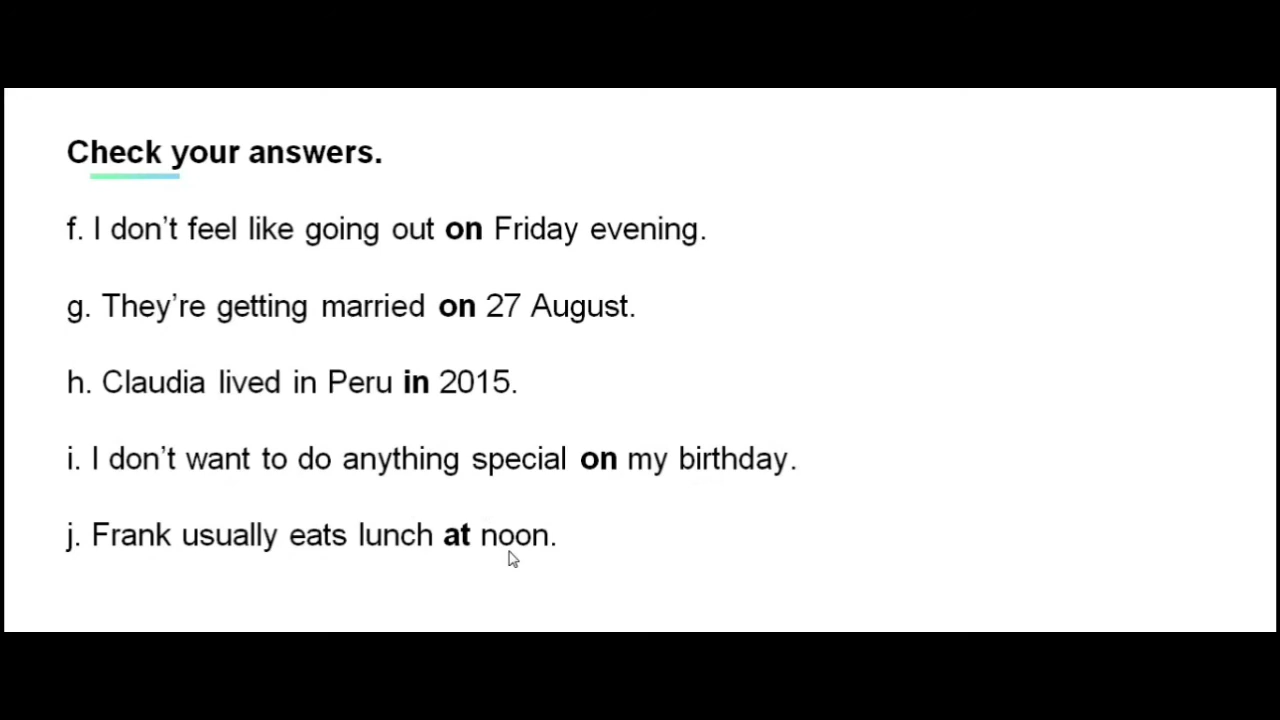 Check your answers.
f. I don’t feel like going out on Friday evening.
g. They’re getting married on 27 August.
h. Claudia lived in Peru in 2015.
i. I don’t want to do anything special on my birthday.
j. Frank usually eats lunch at noon.